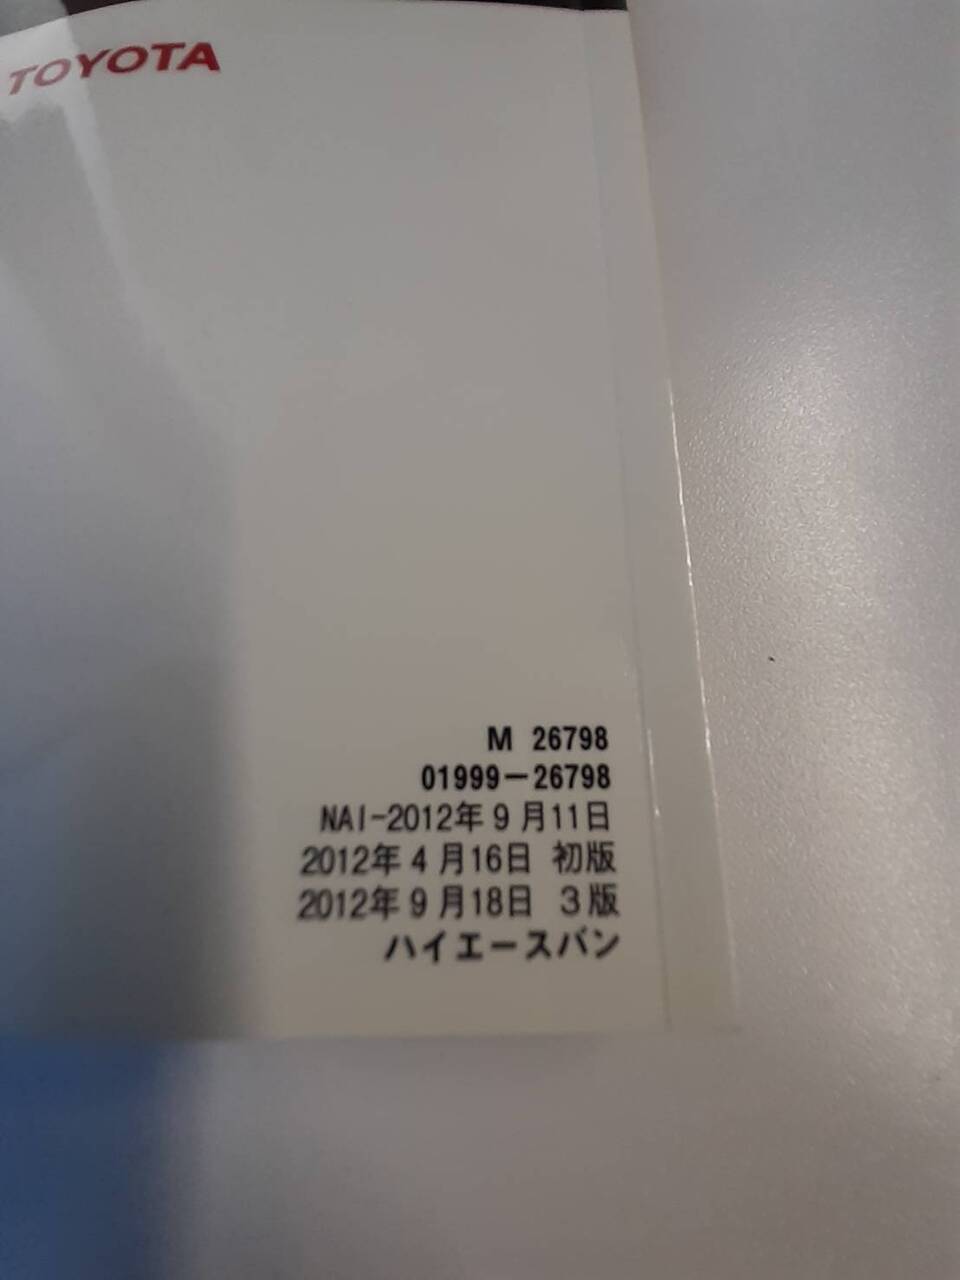 TOYOTA
M 26798
01999-26798
NAI-2012年9月11日
2012年4月16日 初版
2012年9月18日 3版
ハイエースバン